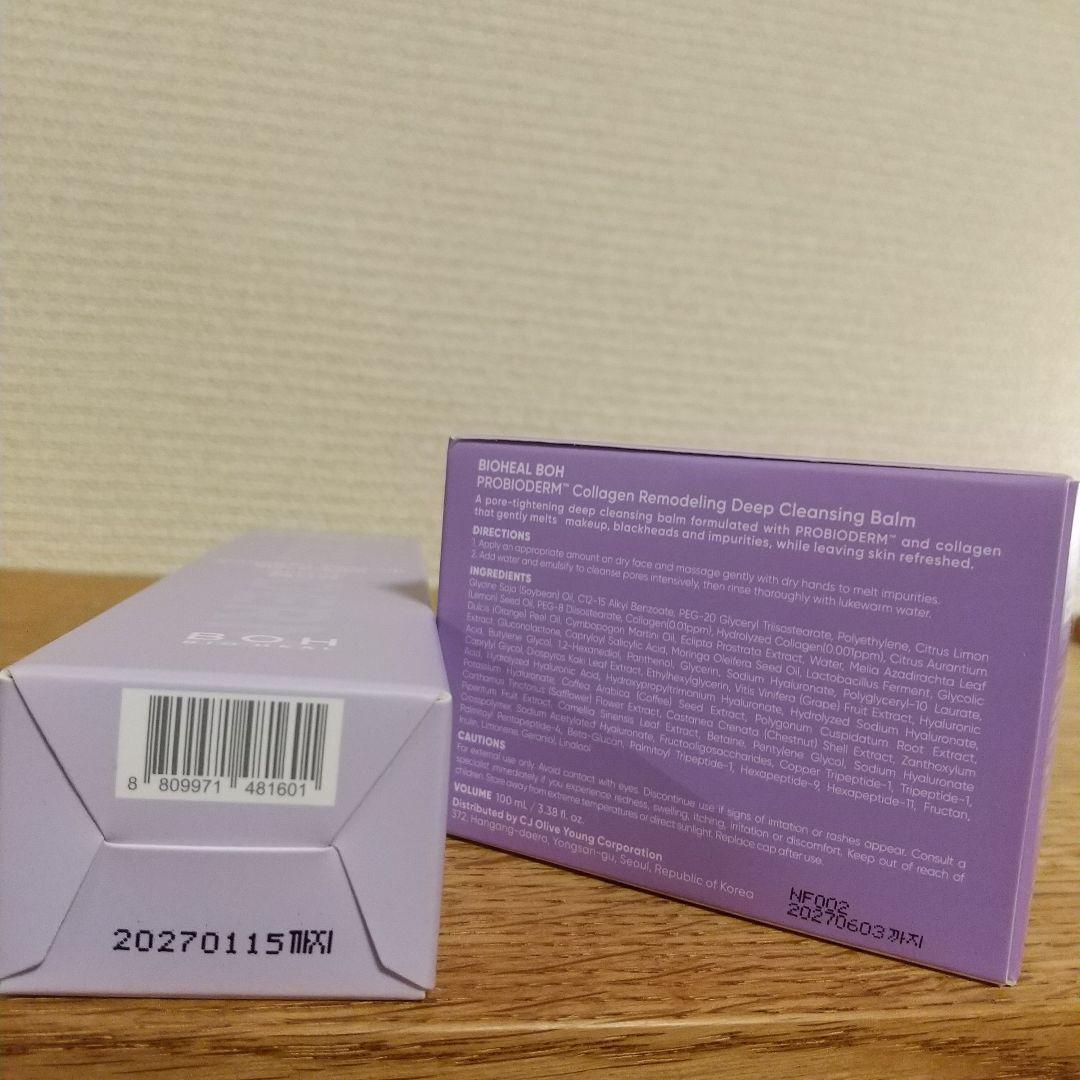 BOH
8 809971 481601
20270115까지
BIOHEAL BOH
PROBIODERM™ Collagen Remodeling Deep Cleansing Balm
A pore-tightening deep cleansing balm formulated with PROBIODERM™ and collagen
that gently melts makeup, blackheads and impurities, while leaving skin refreshed.
DIRECTIONS
1. Apply an appropriate amount on dry face and massage gently with dry hands to melt impurities.
2. Add water and emulsify to cleanse pores intensively, then rinse thoroughly with lukewarm water.
INGREDIENTS
Glycine Soja (Soybean) Oil, C12-15 Alkyl Benzoate, PEG-20 Glyceryl Triisostearate, Polyethylene, Citrus Limon
(Lemon) Seed Oil, PEG-8 Diisostearate, Collagen(0.01ppm), Hydrolyzed Collagen(0.001ppm), Citrus Aurantium
Dulcis (Orange) Peel Oil, Cymbopogon Martini Oil, Eclipta Prostrata Extract, Water, Melia Azadirachta Leaf
Extract, Gluconolactone, Capryloyl Salicylic Acid, Moringa Oleifera Seed Oil, Lactobacillus Ferment, Glycolic
Acid, Butylene Glycol, 1,2-Hexanediol, Panthenol, Glycerin, Sodium Hyaluronate, Polyglyceryl-10 Laurate,
Caprylyl Glycol, Diospyros Kaki Leaf Extract, Ethylhexylglycerin, Vitis Vinifera (Grape) Fruit Extract, Hyaluronic
Acid, Hydrolyzed Hyaluronic Acid, Hydroxypropyltrimonium Hyaluronate, Hydrolyzed Sodium Hyaluronate,
Potassium Hyaluronate, Coffea Arabica (Coffee) Seed Extract, Polygonum Cuspidatum Root Extract,
Carthamus Tinctorius (Safflower) Flower Extract, Castanea Crenata (Chestnut) Shell Extract, Zanthoxylum
Piperitum Fruit Extract, Camellia Sinensis Leaf Extract, Betaine, Pentylene Glycol, Sodium Hyaluronate
Crosspolymer, Sodium Acetylated Hyaluronate, Fructooligosaccharides, Copper Tripeptide-1, Tripeptide-1,
Palmitoyl Pentapeptide-4, Beta-Glucan, Palmitoyl Tripeptide-1, Hexapeptide-9, Hexapeptide-11, Fructan,
Inulin, Limonene, Geraniol, Linalool
CAUTIONS
For external use only. Avoid contact with eyes. Discontinue use if signs of irritation or rashes appear. Consult a
specialist immediately if you experience redness, swelling, itching, irritation or discomfort. Keep out of reach of
children. Store away from extreme temperatures or direct sunlight. Replace cap after use.
VOLUME 100 mL / 3.38 fl. oz.
Distributed by CJ Olive Young Corporation
372, Hangang-daero, Yongsan-gu, Seoul, Republic of Korea
NF002
20270603까지